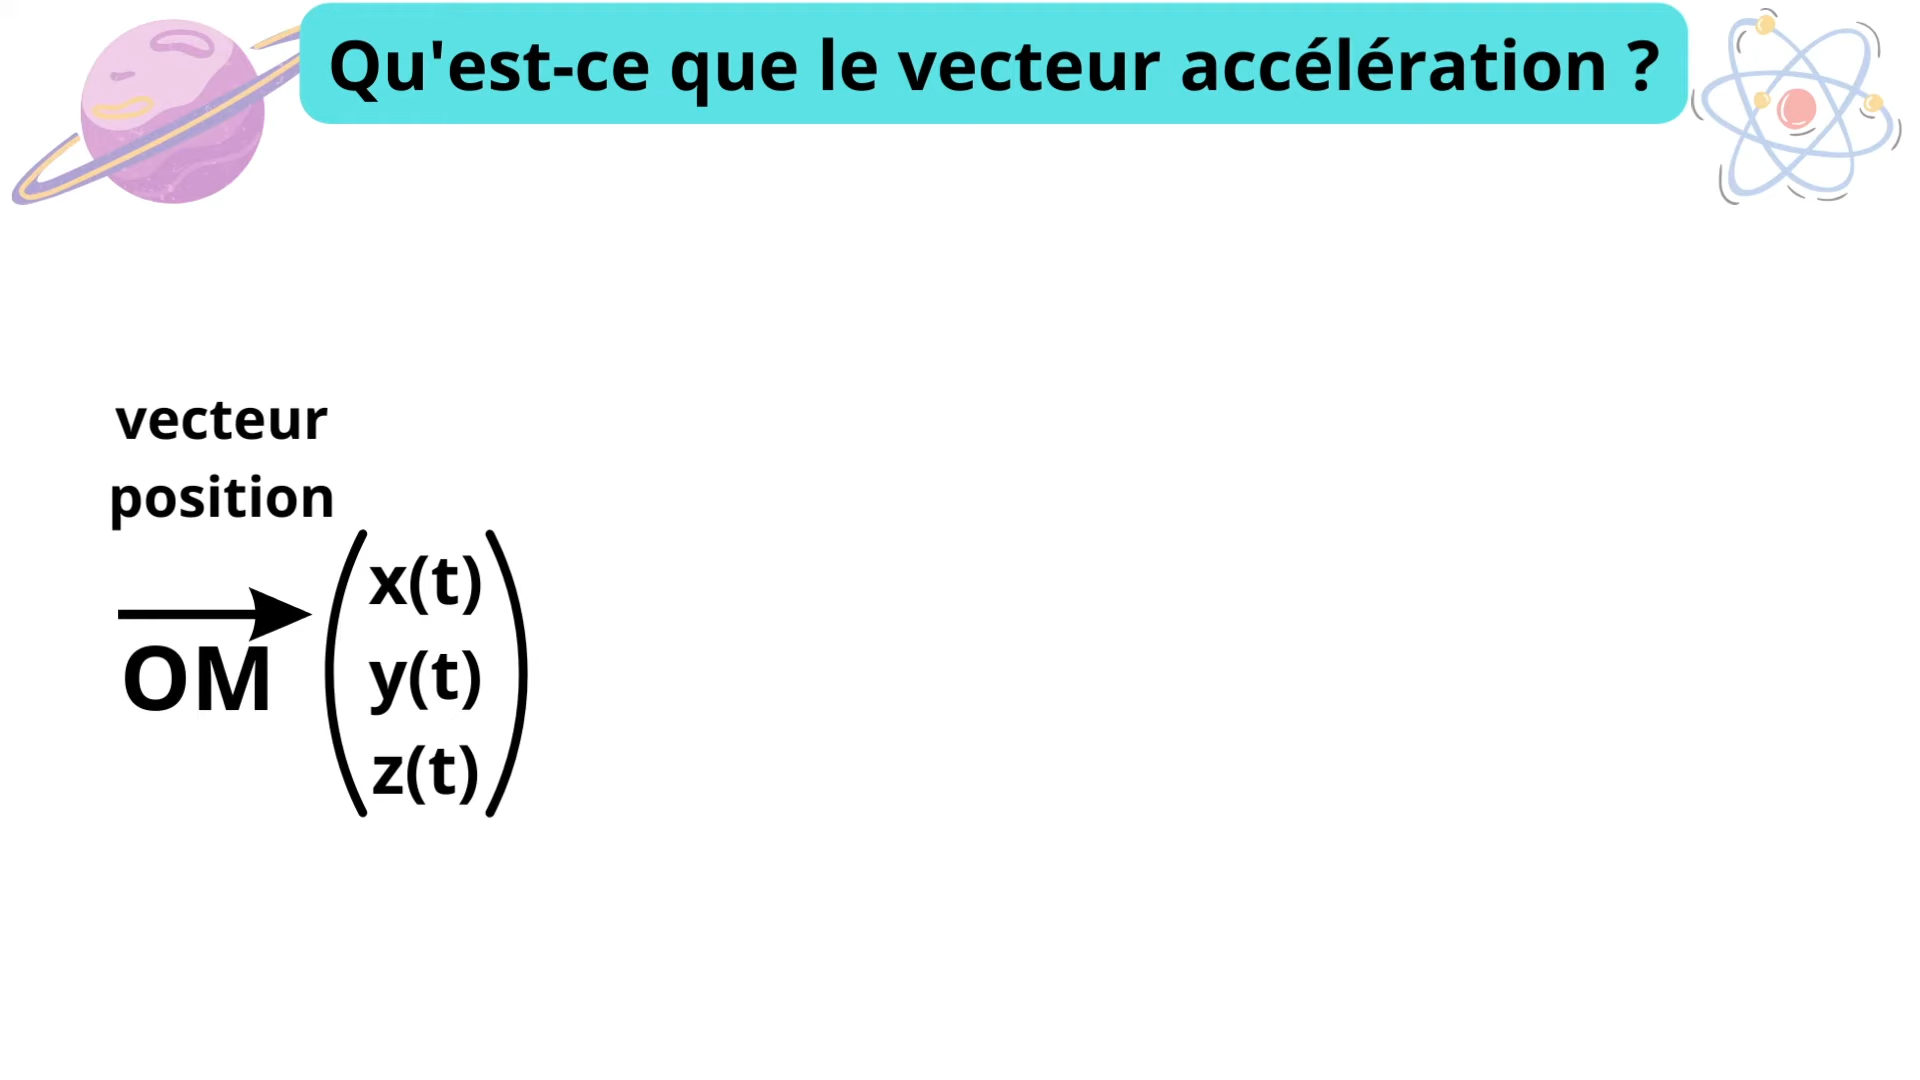 Qu'est-ce que le vecteur accélération ?
vecteur
position
OM
x(t)
y(t)
z(t)